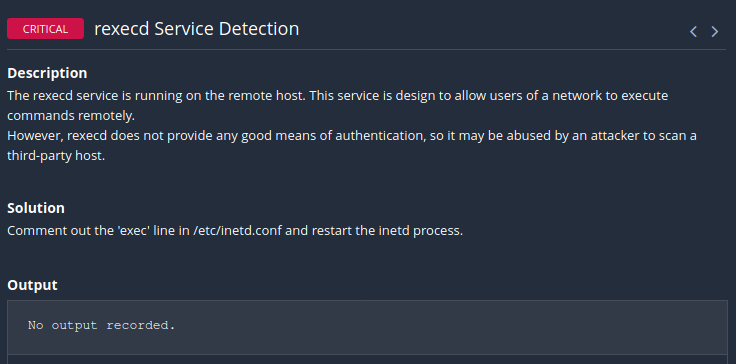 CRITICAL rexecd Service Detection
Description
The rexecd service is running on the remote host. This service is design to allow users of a network to execute
commands remotely.
However, rexecd does not provide any good means of authentication, so it may be abused by an attacker to scan a
third-party host.
Solution
Comment out the 'exec' line in /etc/inetd.conf and restart the inetd process.
Output
No output recorded.